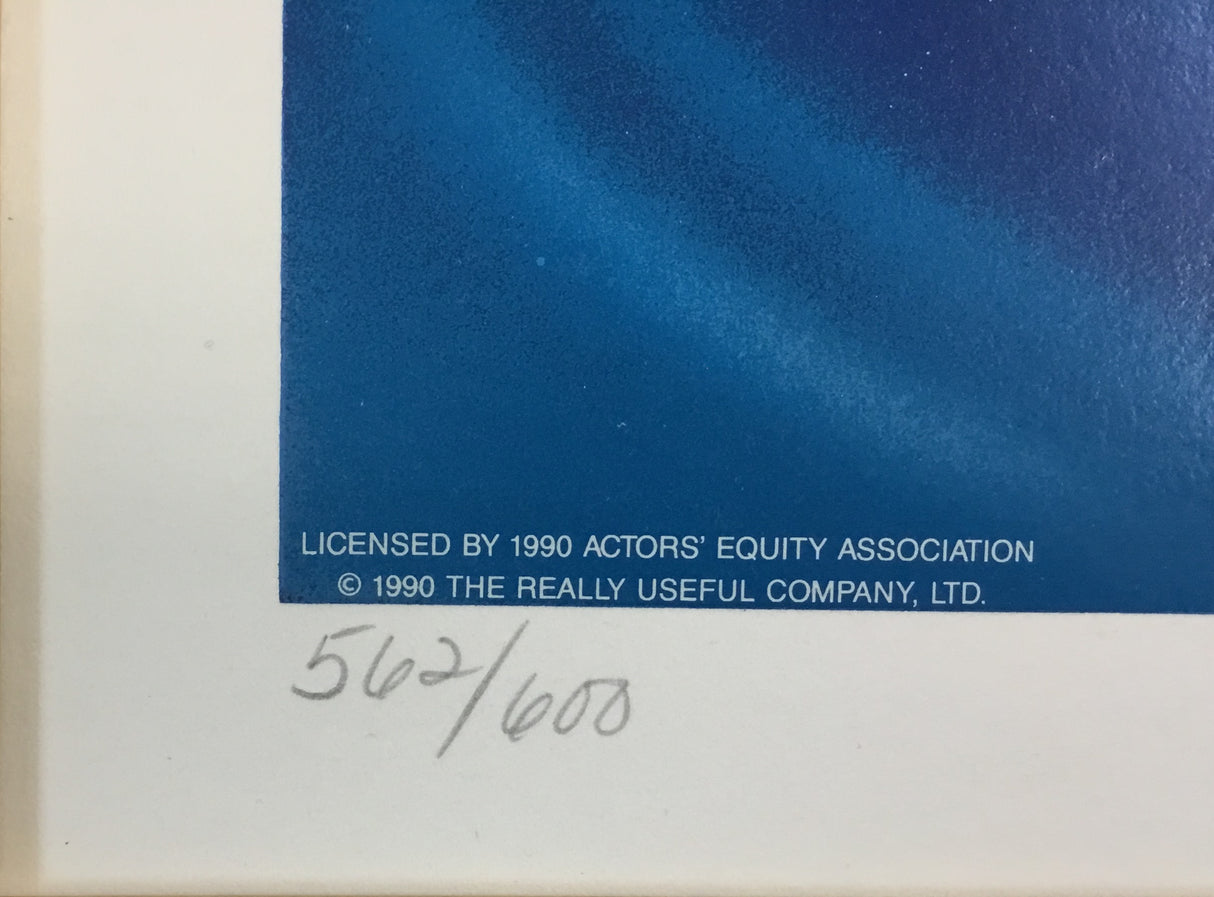 LICENSED BY 1990 ACTORS' EQUITY ASSOCIATION
© 1990 THE REALLY USEFUL COMPANY, LTD.
562/600